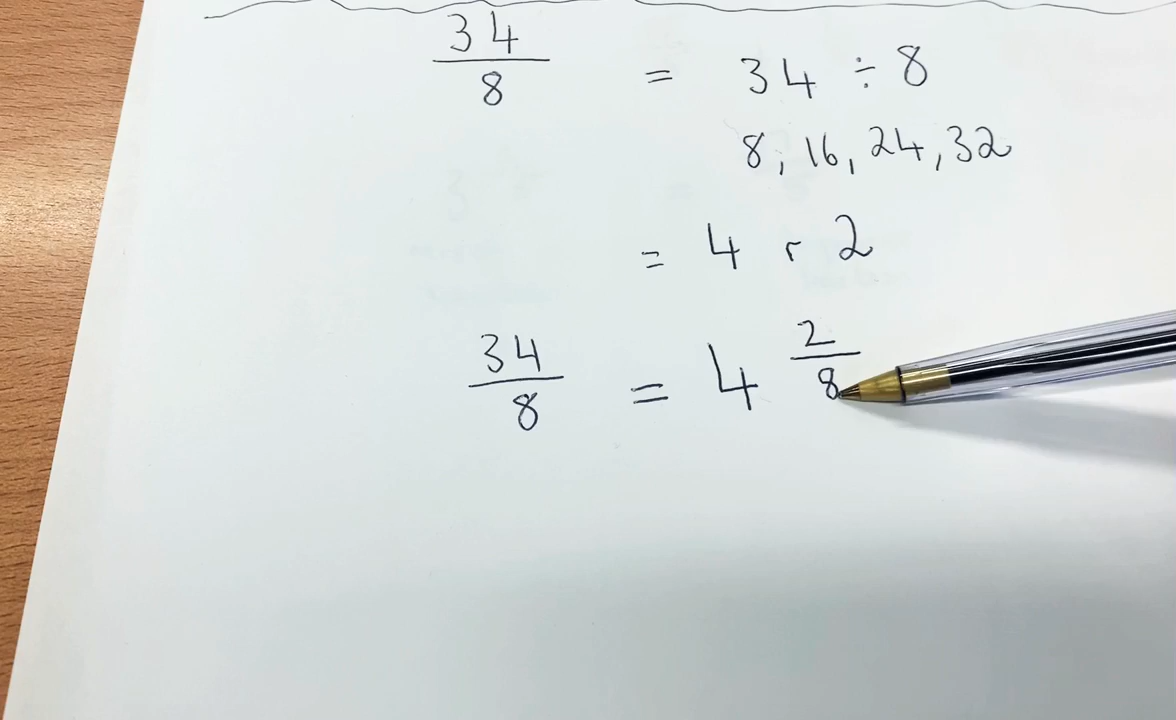 34/8 = 34 ÷ 8
8, 16, 24, 32
= 4 r 2
34/8 = 4 2/8